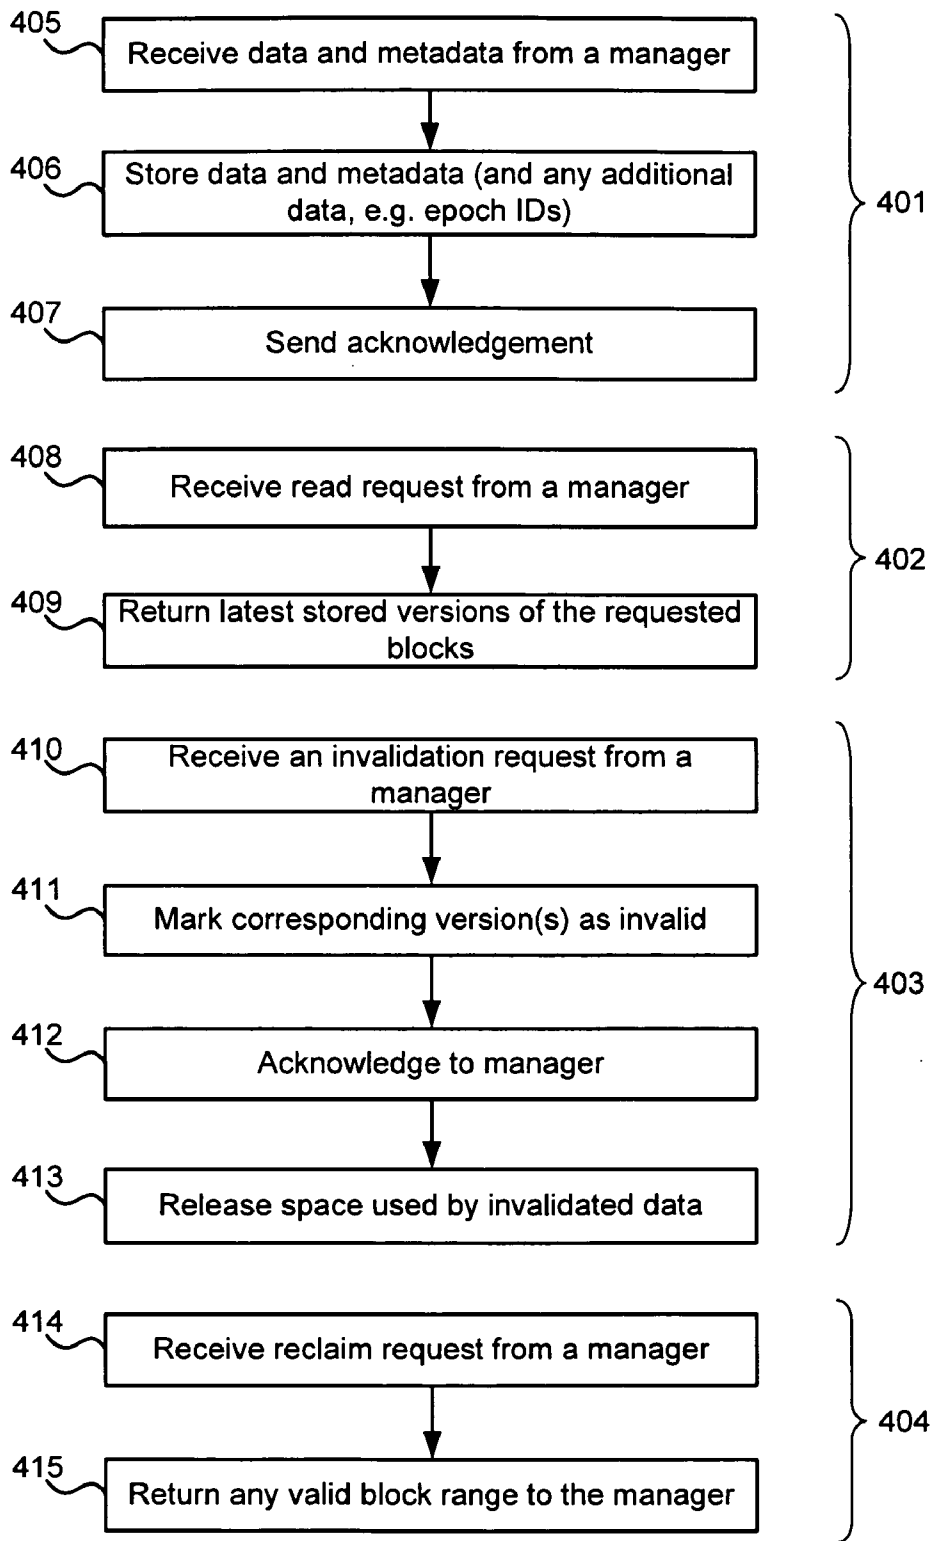 405
Receive data and metadata from a manager
406
Store data and metadata (and any additional
data, e.g. epoch IDs)
401
407
Send acknowledgement
408
Receive read request from a manager
402
409
Return latest stored versions of the requested
blocks
410
Receive an invalidation request from a
manager
411
Mark corresponding version(s) as invalid
403
412
Acknowledge to manager
413
Release space used by invalidated data
414
Receive reclaim request from a manager
404
415
Return any valid block range to the manager